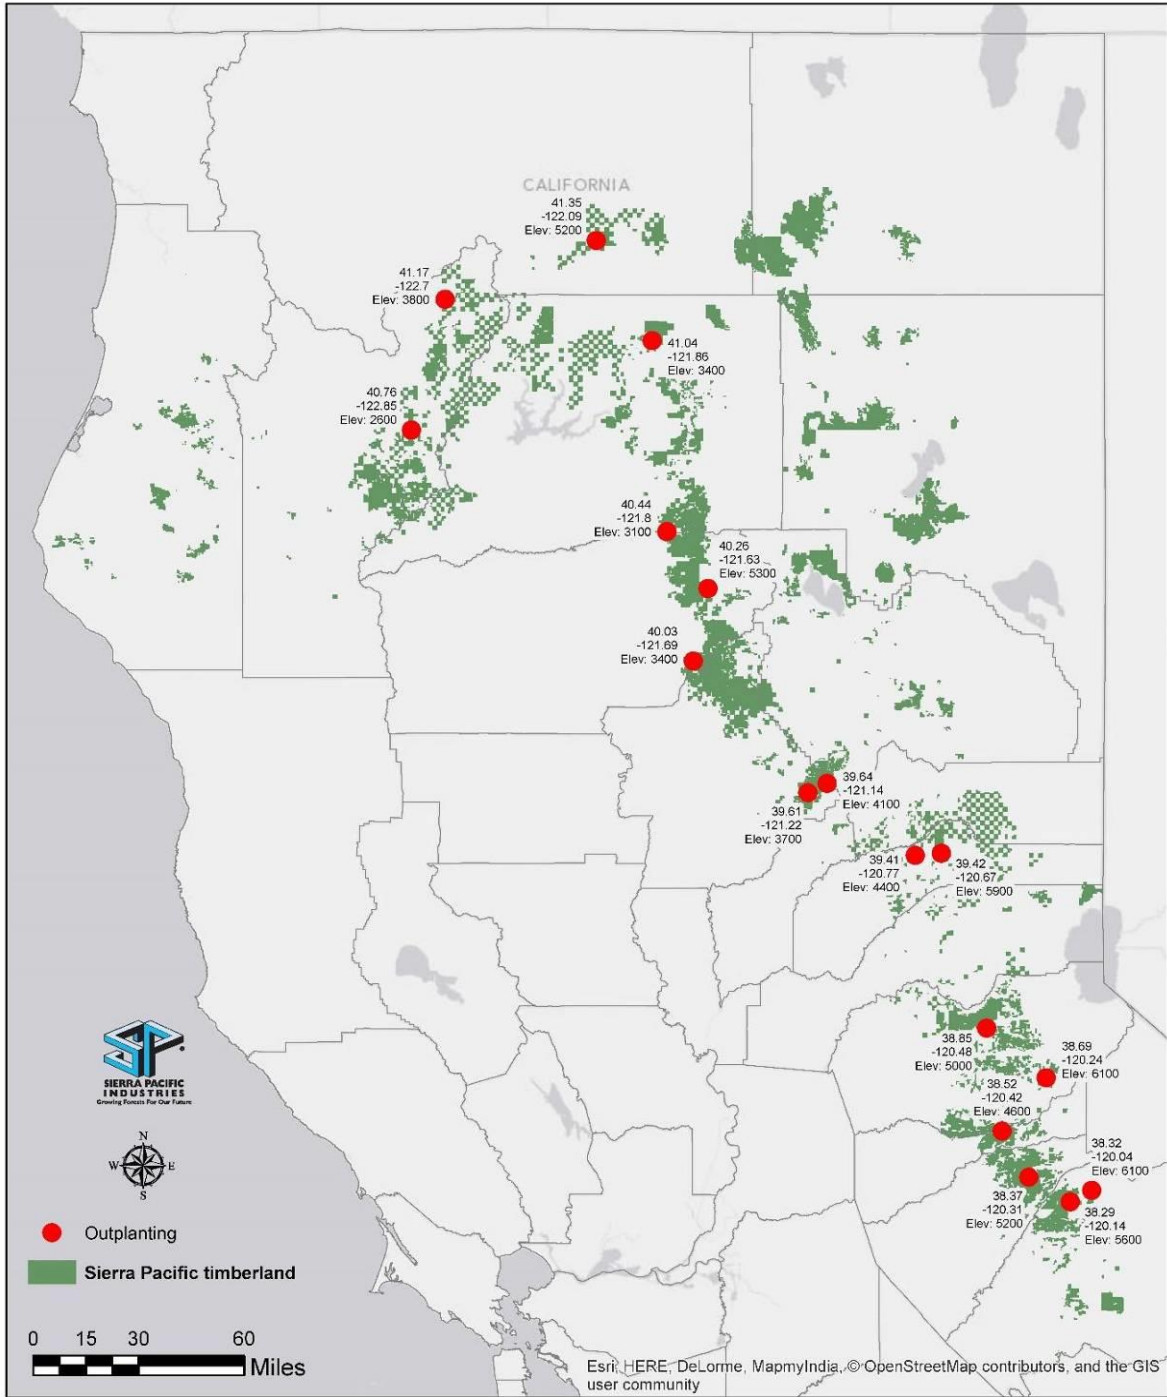 CALIFORNIA
41.35
-122.09
Elev: 5200
41.17
-122.7
Elev: 3800
41.04
-121.86
Elev: 3400
40.76
-122.85
Elev: 2600
40.44
-121.8
Elev: 3100
40.26
-121.63
Elev: 5300
40.03
-121.69
Elev: 3400
39.64
-121.14
Elev: 4100
39.61
-121.22
Elev: 3700
39.41
-120.77
Elev: 4400
39.42
-120.67
Elev: 5900
38.85
-120.48
Elev: 5000
38.69
-120.24
Elev: 6100
38.52
-120.42
Elev: 4600
38.32
-120.04
Elev: 6100
38.37
-120.31
Elev: 5200
38.29
-120.14
Elev: 5600
SPI
SIERRA PACIFIC
INDUSTRIES
Growing Forests For Our Future
N
W E
S
Outplanting
Sierra Pacific timberland
0 15 30 60
Miles
Esri, HERE, DeLorme, MapmyIndia, © OpenStreetMap contributors, and the GIS
user community